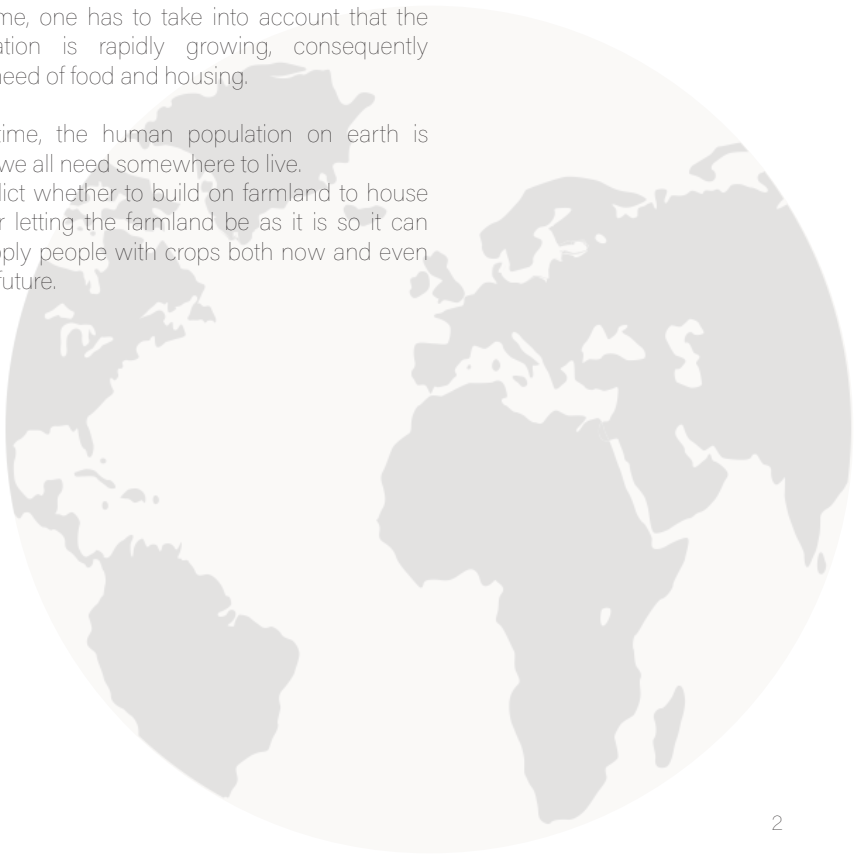 me, one has to take into account that the
ation is rapidly growing, consequently
need of food and housing.
time, the human population on earth is
we all need somewhere to live.
lict whether to build on farmland to house
r letting the farmland be as it is so it can
pply people with crops both now and even
future.
2